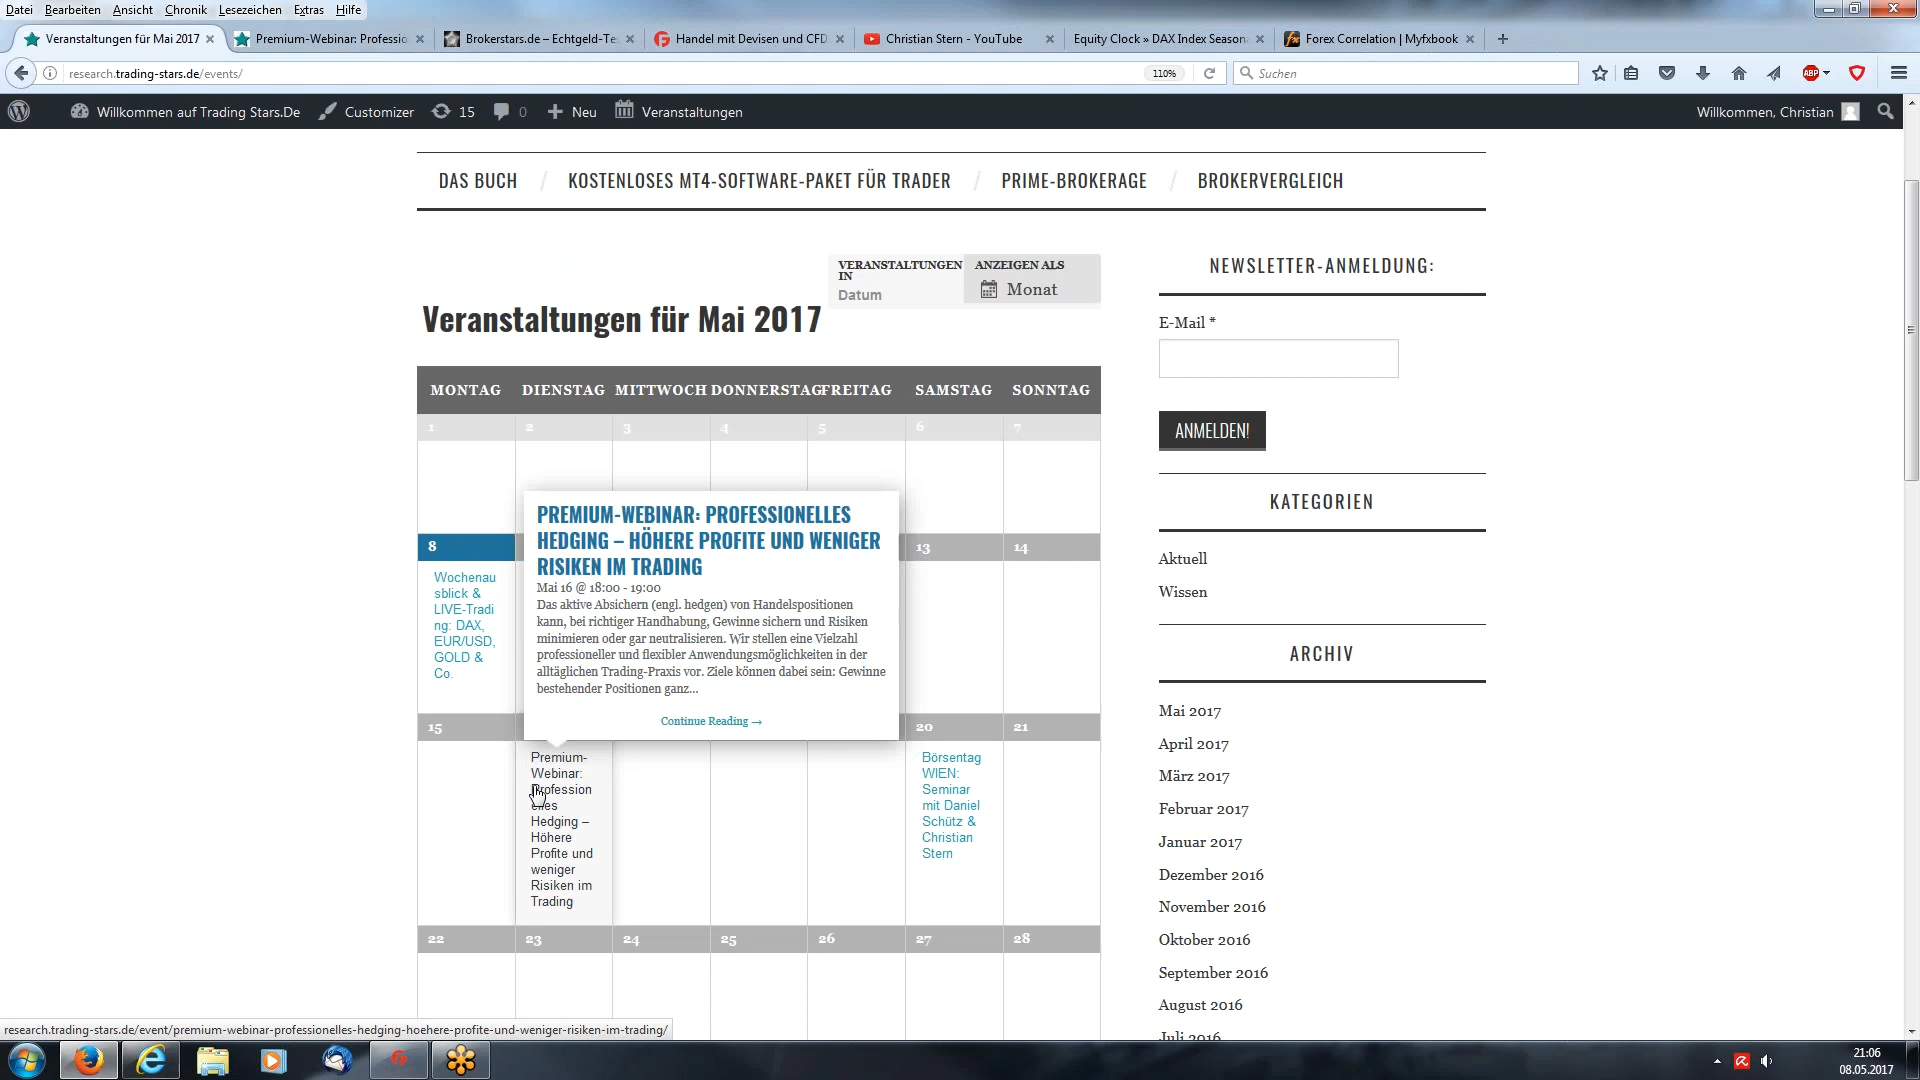 Datei Bearbeiten Ansicht Chronik Lesezeichen Extras Hilfe
Veranstaltungen für Mai 2017
Premium-Webinar: Professio
Brokerstars.de – Echtgeld-Te
Handel mit Devisen und CFD
Christian Stern - YouTube
Equity Clock » DAX Index Season
Forex Correlation | Myfxbook
research.trading-stars.de/events/
110%
Suchen
ABP
Willkommen auf Trading Stars.De
Customizer
15
0
Neu
Veranstaltungen
Willkommen, Christian
DAS BUCH / KOSTENLOSES MT4-SOFTWARE-PAKET FÜR TRADER / PRIME-BROKERAGE / BROKERVERGLEICH
VERANSTALTUNGEN
IN
Datum
ANZEIGEN ALS
Monat
Veranstaltungen für Mai 2017
MONTAG DIENSTAG MITTWOCH DONNERSTAG FREITAG SAMSTAG SONNTAG
1 2 3 4 5 6 7
8 13 14
Wochenau
sblick &
LIVE-Tradi
ng: DAX,
EUR/USD,
GOLD &
Co.
PREMIUM-WEBINAR: PROFESSIONELLES
HEDGING – HÖHERE PROFITE UND WENIGER
RISIKEN IM TRADING
Mai 16 @ 18:00 - 19:00
Das aktive Absichern (engl. hedgen) von Handelspositionen
kann, bei richtiger Handhabung, Gewinne sichern und Risiken
minimieren oder gar neutralisieren. Wir stellen eine Vielzahl
professioneller und flexibler Anwendungsmöglichkeiten in der
alltäglichen Trading-Praxis vor. Ziele können dabei sein: Gewinne
bestehender Positionen ganz...
Continue Reading →
15 20 21
Premium-
Webinar:
Profession
elles
Hedging –
Höhere
Profite und
weniger
Risiken im
Trading
Börsentag
WIEN:
Seminar
mit Daniel
Schütz &
Christian
Stern
22 23 24 25 26 27 28
NEWSLETTER-ANMELDUNG:
E-Mail *
ANMELDEN!
KATEGORIEN
Aktuell
Wissen
ARCHIV
Mai 2017
April 2017
März 2017
Februar 2017
Januar 2017
Dezember 2016
November 2016
Oktober 2016
September 2016
August 2016
Juli 2016
research.trading-stars.de/event/premium-webinar-professionelles-hedging-hoehere-profite-und-weniger-risiken-im-trading/
21:06
08.05.2017